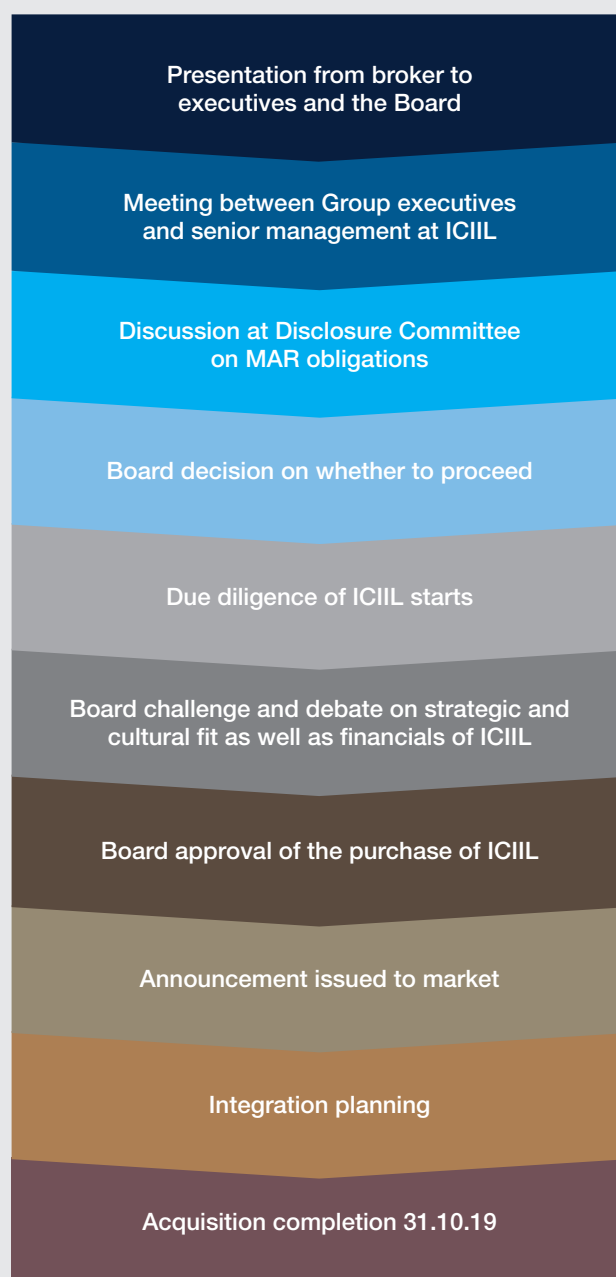 Presentation from broker to
executives and the Board
Meeting between Group executives
and senior management at ICIIL
Discussion at Disclosure Committee
on MAR obligations
Board decision on whether to proceed
Due diligence of ICIIL starts
Board challenge and debate on strategic and
cultural fit as well as financials of ICIIL
Board approval of the purchase of ICIIL
Announcement issued to market
Integration planning
Acquisition completion 31.10.19